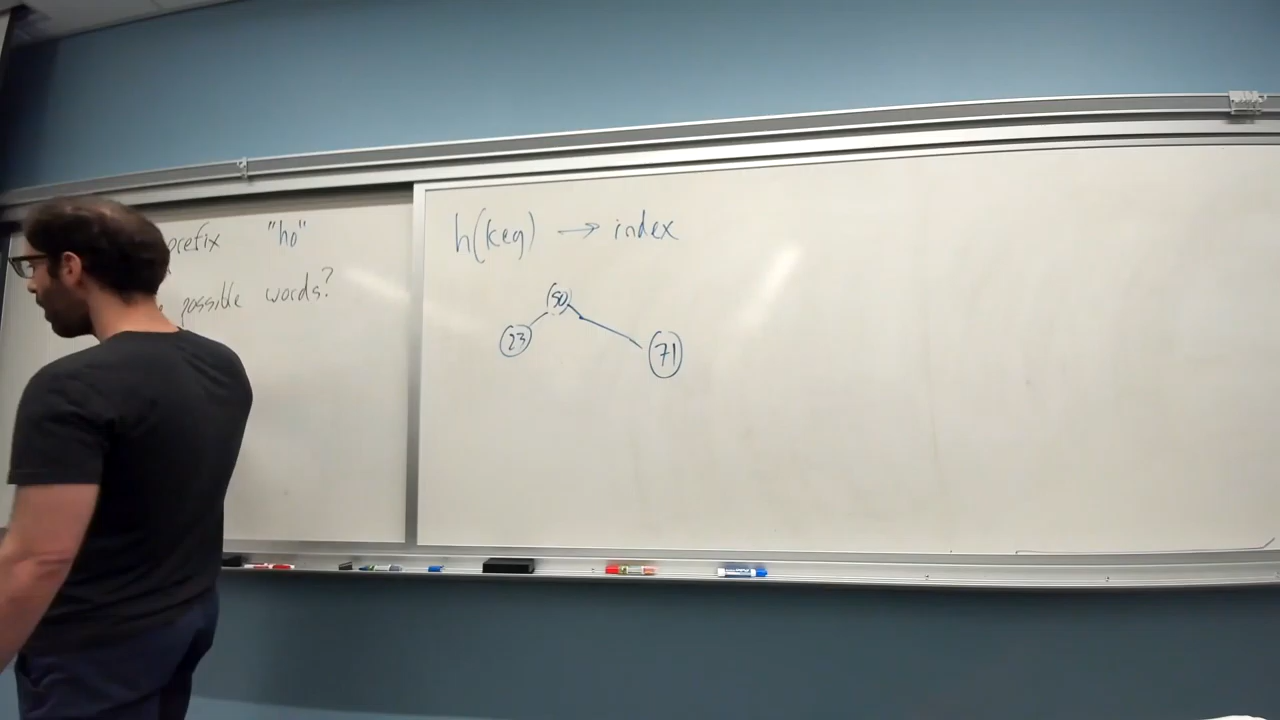 prefix "ho"
possible words?
h(key) → index
50
23
71